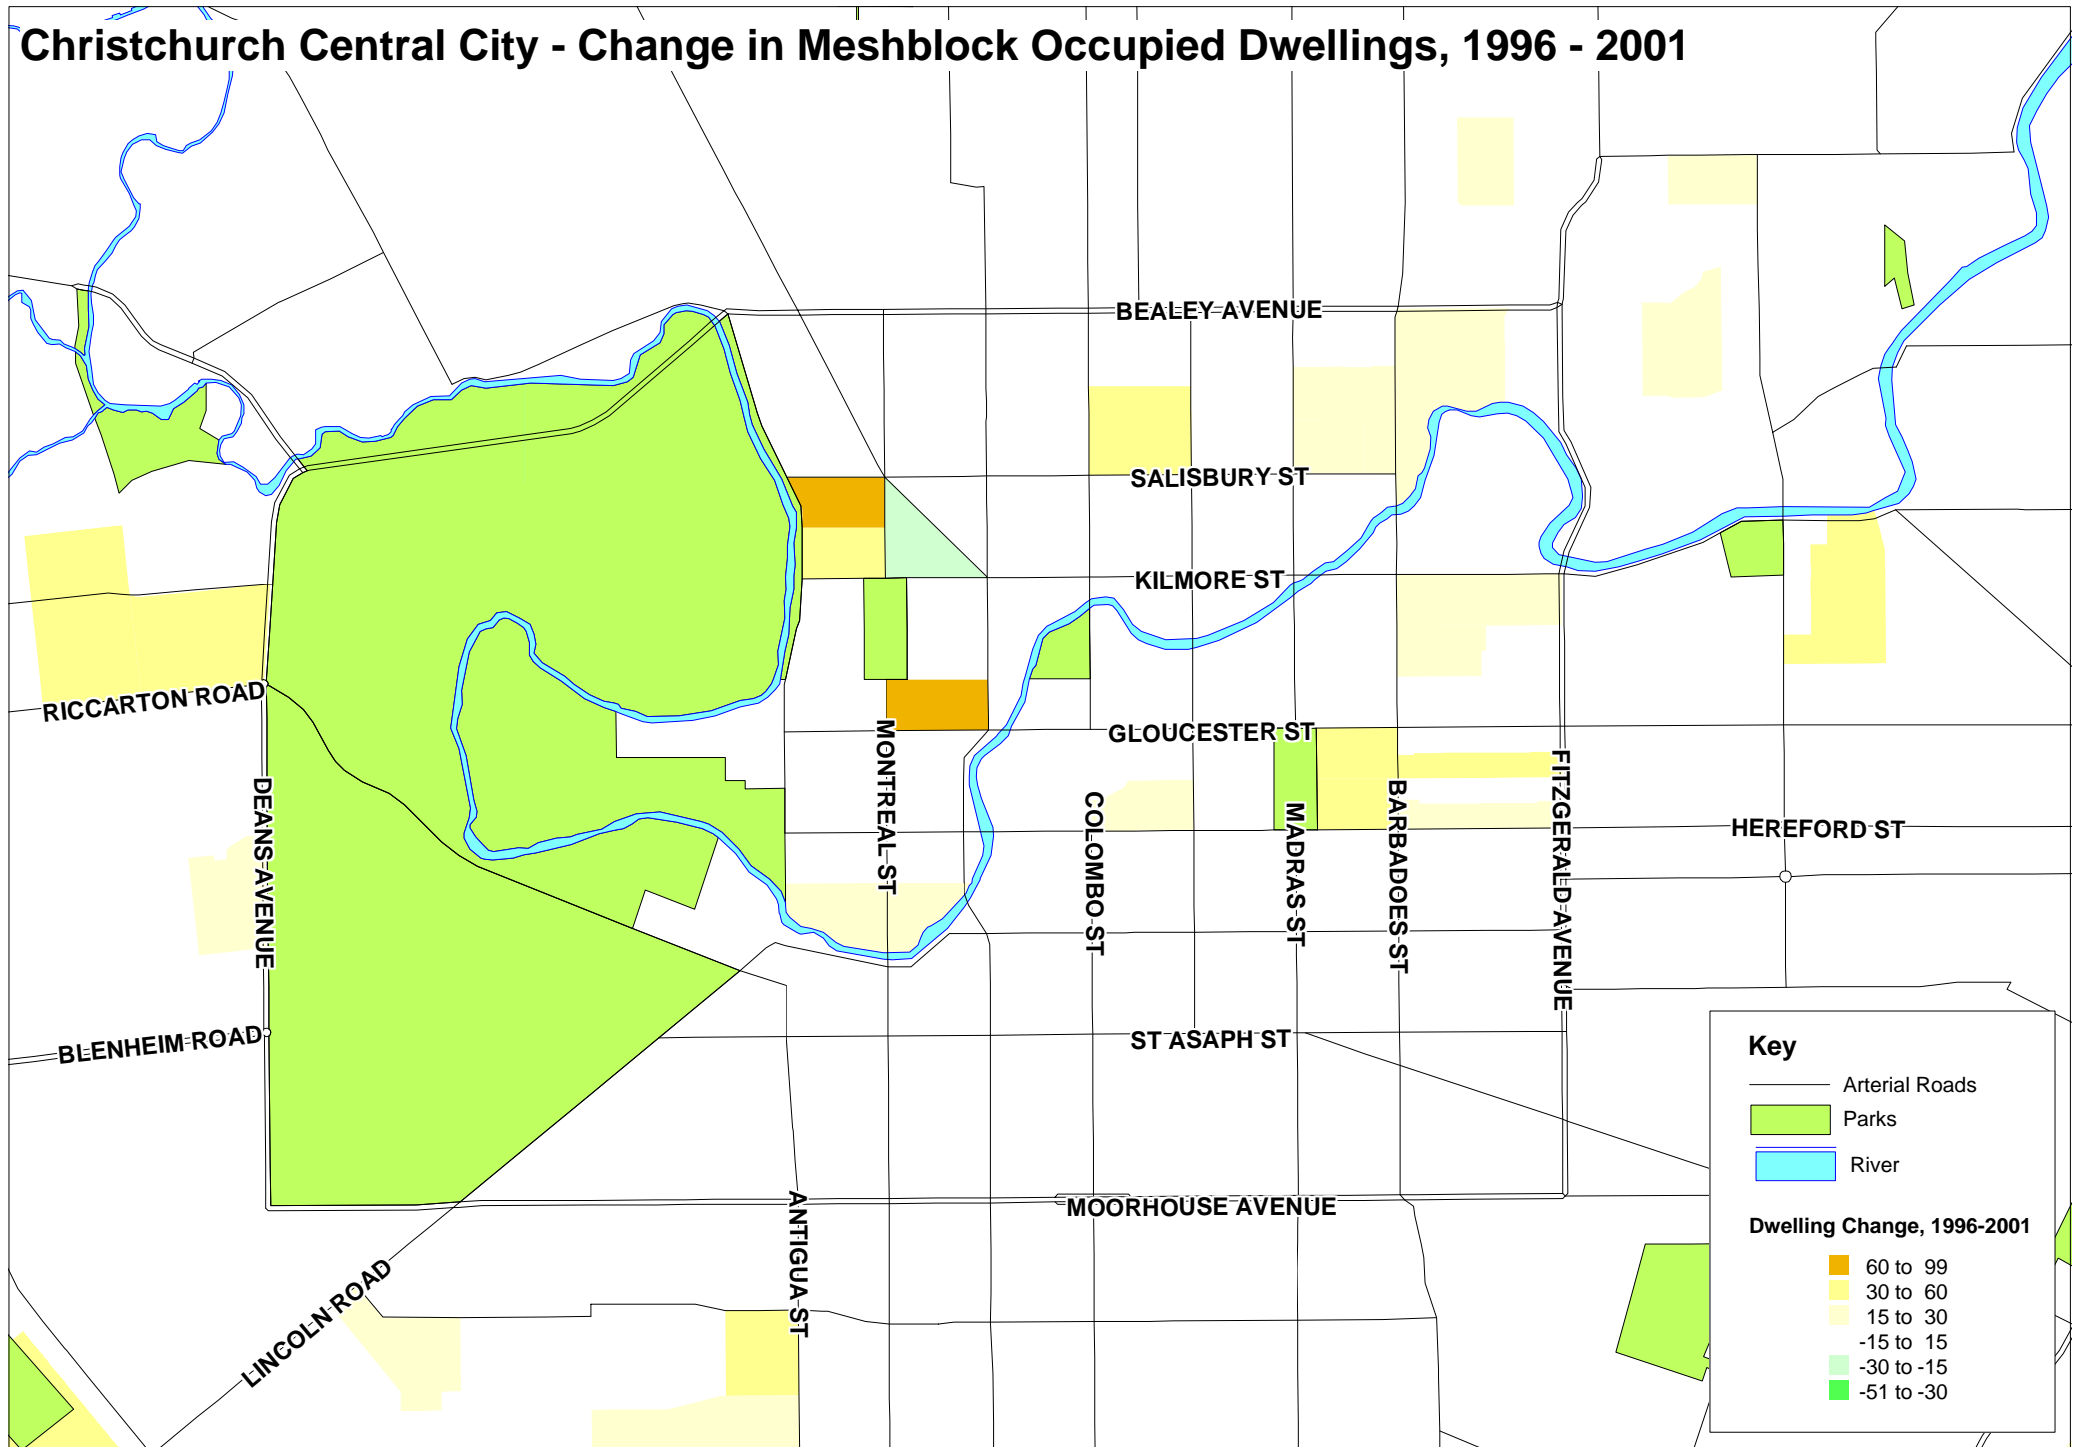 Christchurch Central City - Change in Meshblock Occupied Dwellings, 1996 - 2001
BEALEY AVENUE
SALISBURY ST
KILMORE ST
RICCARTON ROAD
GLOUCESTER ST
MONTREAL ST
DEANS AVENUE
COLOMBO ST
MADRAS ST
BARBADOES ST
FITZGERALD AVENUE
HEREFORD ST
BLENHEIM ROAD
ST ASAPH ST
MOORHOUSE AVENUE
ANTIGUA ST
LINCOLN ROAD
Key
Arterial Roads
Parks
River
Dwelling Change, 1996-2001
60 to 99
30 to 60
15 to 30
-15 to 15
-30 to -15
-51 to -30